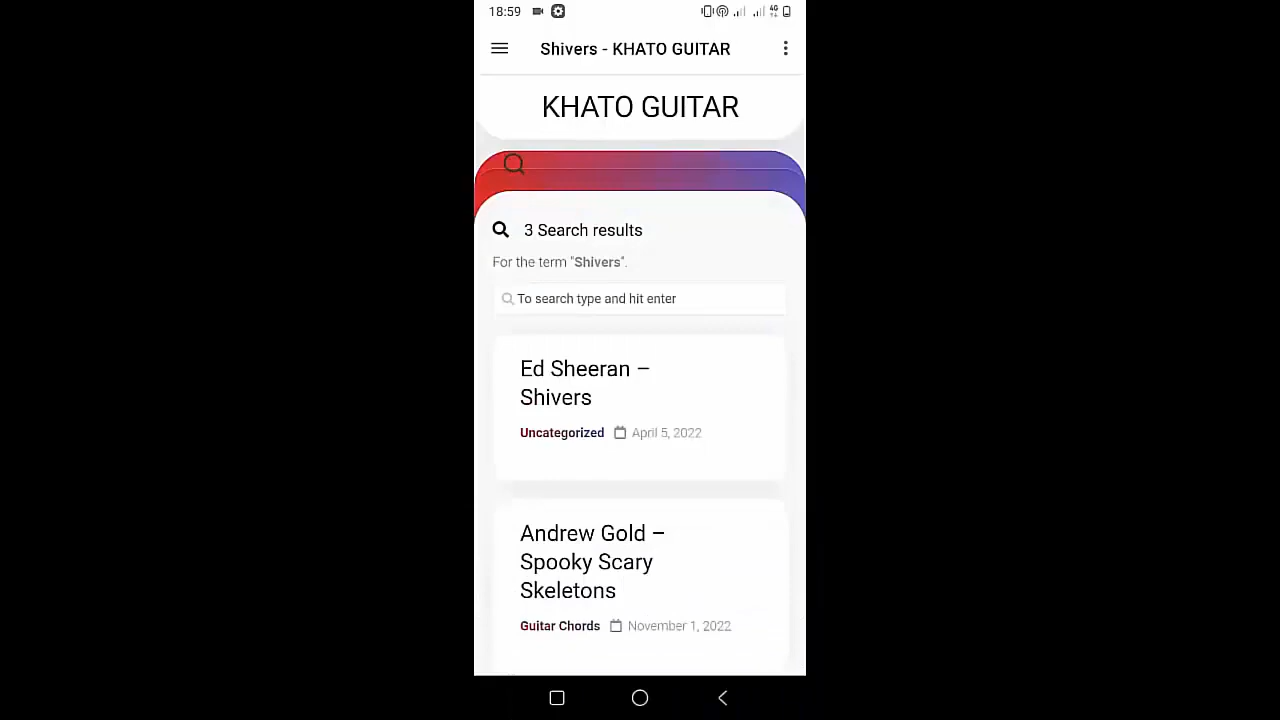 18:59
4G
Shivers - KHATO GUITAR
KHATO GUITAR
3 Search results
For the term "Shivers".
To search type and hit enter
Ed Sheeran –
Shivers
Uncategorized April 5, 2022
Andrew Gold –
Spooky Scary
Skeletons
Guitar Chords November 1, 2022